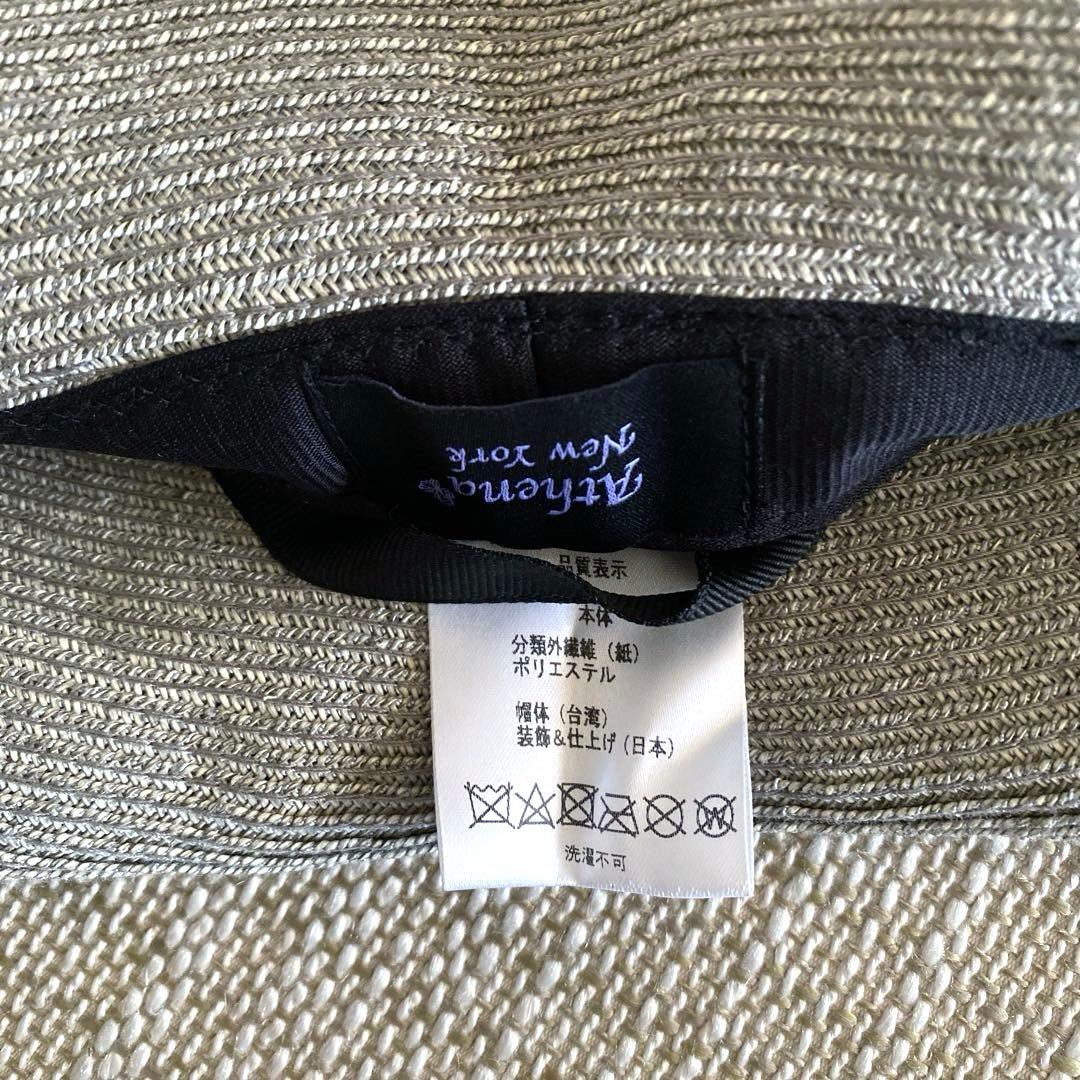 Athena
New York
品質表示
本体
分類外繊維（紙）
ポリエステル
帽体（台湾）
装飾&仕上げ（日本）
洗濯不可